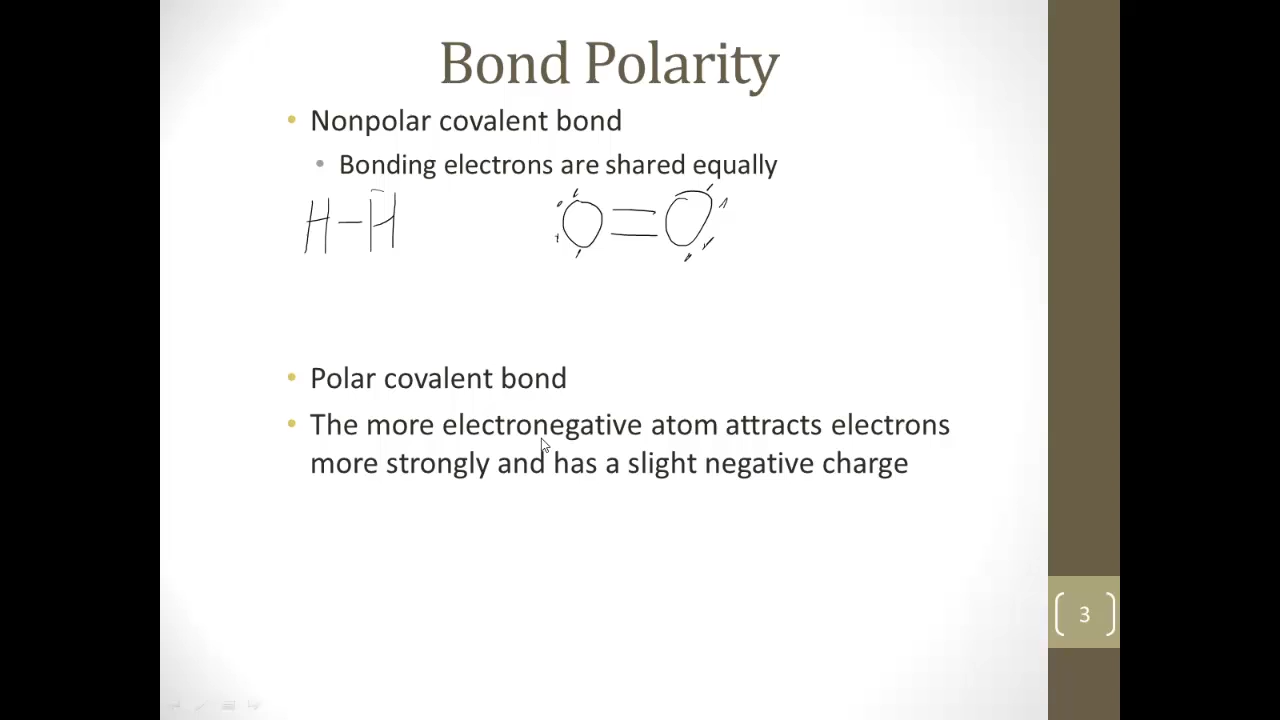 Bond Polarity
• Nonpolar covalent bond
• Bonding electrons are shared equally
H–H O=O
• Polar covalent bond
• The more electronegative atom attracts electrons
more strongly and has a slight negative charge
3